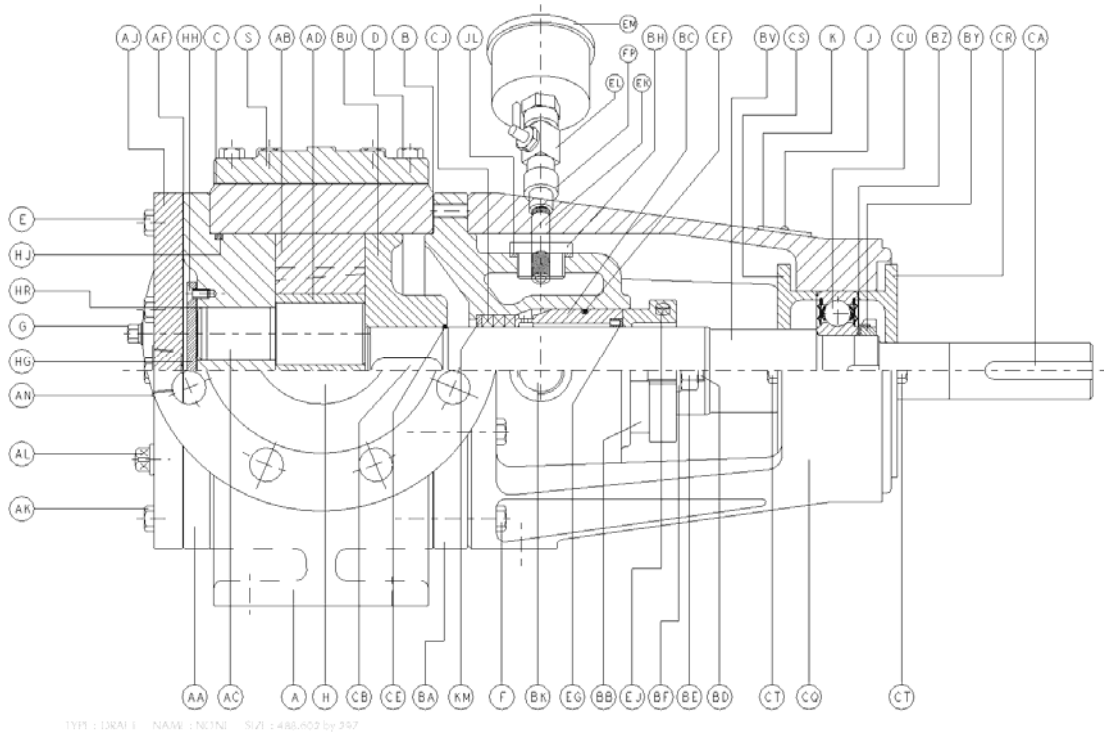 AJ AF HH C S AB AD BU D B CJ JL EM BH BC EF BV CS K J CU BZ BY CR CA
FP
EL EK
E
HJ
HR
G
HG
AN
AL
AK
AA AC A H CB CE BA KM F BK EG BB EJ BF BE BD CT CQ CT
TYPE : DRAFT NAME : NONE SIZE : 488.602 by 297